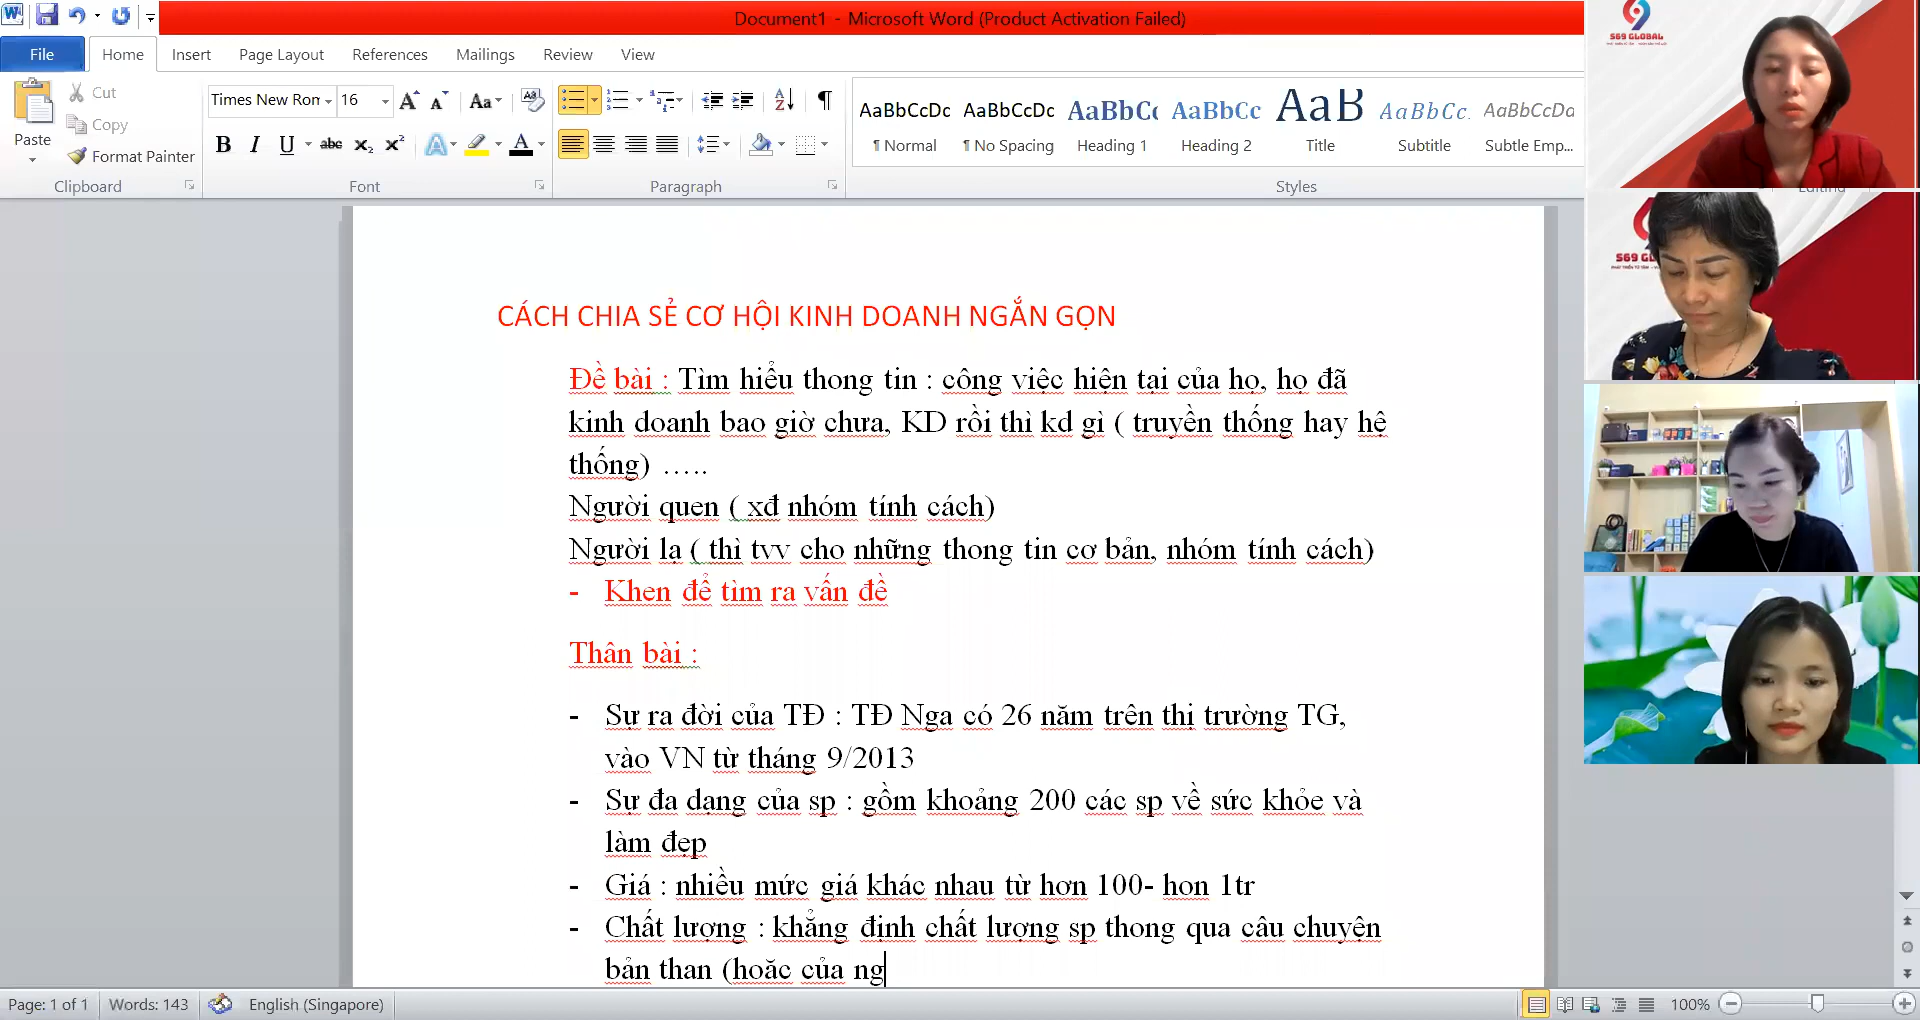 Document1 - Microsoft Word (Product Activation Failed)
File Home Insert Page Layout References Mailings Review View
Paste
Cut
Copy
Format Painter
Clipboard
Times New Ron 16
Font
Paragraph
AaBbCcDc AaBbCcDc AaBbC AaBbCc AaB AaBbCc. AaBbCcDa
¶ Normal ¶ No Spacing Heading 1 Heading 2 Title Subtitle Subtle Emp...
Styles
Editing
S69 GLOBAL
S69 GL
CÁCH CHIA SẺ CƠ HỘI KINH DOANH NGẮN GỌN
Đề bài : Tìm hiểu thong tin : công việc hiện tại của họ, họ đã
kinh doanh bao giờ chưa, KD rồi thì kd gì ( truyền thống hay hệ
thống) …..
Người quen ( xđ nhóm tính cách)
Người lạ ( thì tvv cho những thong tin cơ bản, nhóm tính cách)
- Khen để tìm ra vấn đề
Thân bài :
- Sự ra đời của TĐ : TĐ Nga có 26 năm trên thị trường TG,
vào VN từ tháng 9/2013
- Sự đa dạng của sp : gồm khoảng 200 các sp về sức khỏe và
làm đẹp
- Giá : nhiều mức giá khác nhau từ hơn 100- hon 1tr
- Chất lượng : khẳng định chất lượng sp thong qua câu chuyện
bản than (hoăc của ng
Page: 1 of 1 Words: 143 English (Singapore) 100%